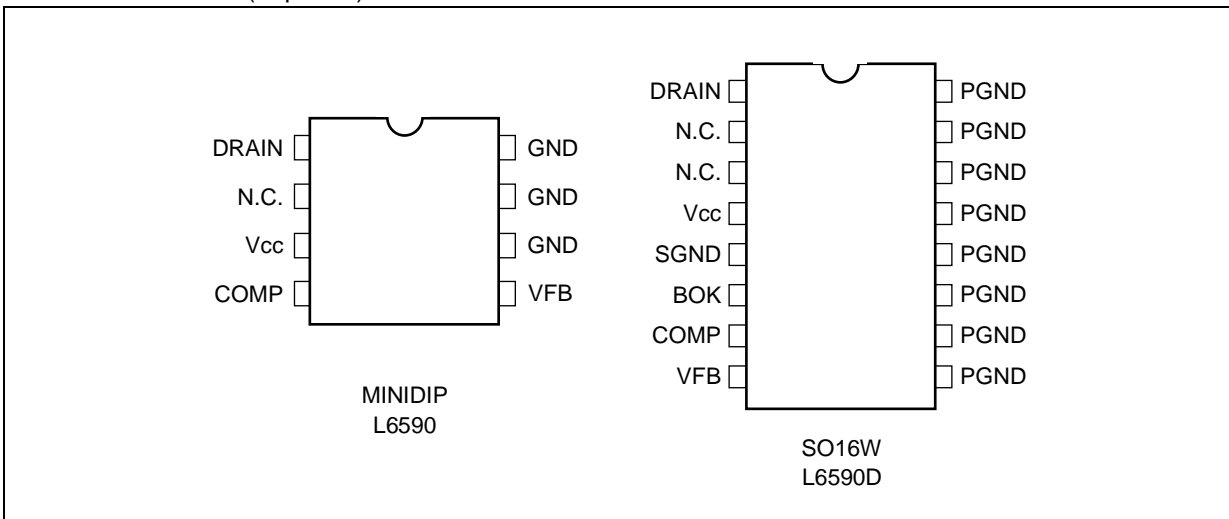 DRAIN
N.C.
Vcc
COMP
GND
GND
GND
VFB
MINIDIP
L6590
DRAIN
N.C.
N.C.
Vcc
SGND
BOK
COMP
VFB
PGND
PGND
PGND
PGND
PGND
PGND
PGND
PGND
SO16W
L6590D